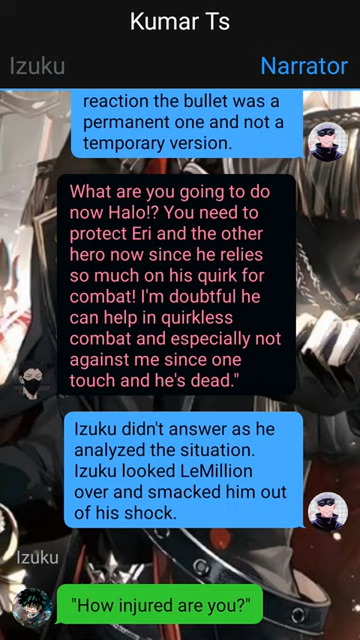 Kumar Ts
Izuku
Narrator
reaction the bullet was a
permanent one and not a
temporary version.
What are you going to do
now Halo!? You need to
protect Eri and the other
hero now since he relies
so much on his quirk for
combat! I'm doubtful he
can help in quirkless
combat and especially not
against me since one
touch and he's dead."
Izuku didn't answer as he
analyzed the situation.
Izuku looked LeMillion
over and smacked him out
of his shock.
Izuku
"How injured are you?"